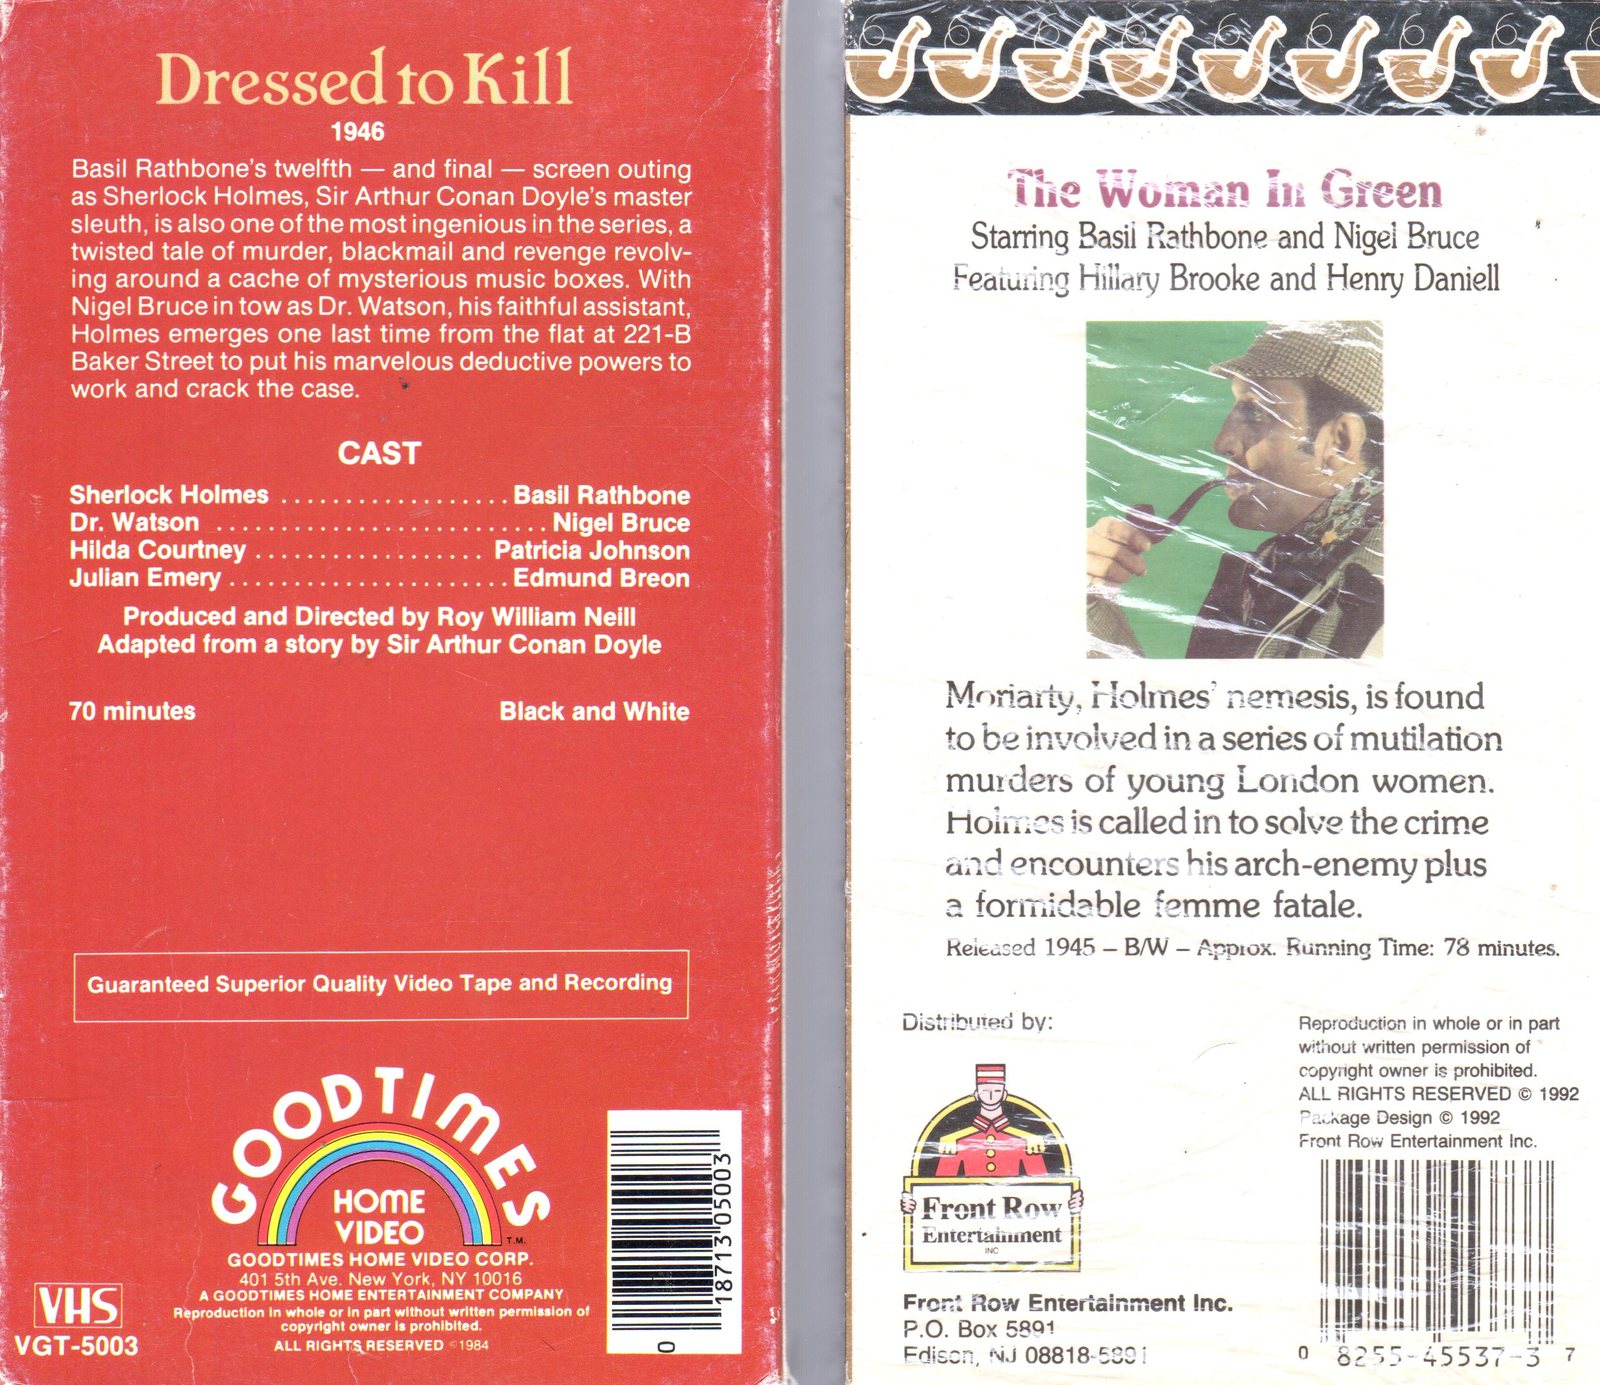 Dressed to Kill
1946
Basil Rathbone's twelfth — and final — screen outing
as Sherlock Holmes, Sir Arthur Conan Doyle's master
sleuth, is also one of the most ingenious in the series, a
twisted tale of murder, blackmail and revenge revolv-
ing around a cache of mysterious music boxes. With
Nigel Bruce in tow as Dr. Watson, his faithful assistant,
Holmes emerges one last time from the flat at 221-B
Baker Street to put his marvelous deductive powers to
work and crack the case.
CAST
Sherlock Holmes .................. Basil Rathbone
Dr. Watson .......................... Nigel Bruce
Hilda Courtney .................. Patricia Johnson
Julian Emery ...................... Edmund Breon
Produced and Directed by Roy William Neill
Adapted from a story by Sir Arthur Conan Doyle
70 minutes Black and White
Guaranteed Superior Quality Video Tape and Recording
GOODTIMES
HOME
VIDEO
T.M.
GOODTIMES HOME VIDEO CORP.
401 5th Ave. New York, NY 10016
A GOODTIMES HOME ENTERTAINMENT COMPANY
Reproduction in whole or in part without written permission of
copyright owner is prohibited.
ALL RIGHTS RESERVED ©1984
VHS
VGT-5003
0 18713 05003
The Woman In Green
Starring Basil Rathbone and Nigel Bruce
Featuring Hillary Brooke and Henry Daniell
Moriarty, Holmes' nemesis, is found
to be involved in a series of mutilation
murders of young London women.
Holmes is called in to solve the crime
and encounters his arch-enemy plus
a formidable femme fatale.
Released 1945 – B/W – Approx. Running Time: 78 minutes.
Distributed by:
Front Row
Entertainment
INC
Front Row Entertainment Inc.
P.O. Box 5891
Edison, NJ 08818-5891
Reproduction in whole or in part
without written permission of
copyright owner is prohibited.
ALL RIGHTS RESERVED © 1992
Package Design © 1992
Front Row Entertainment Inc.
0 8255-45537-3 7